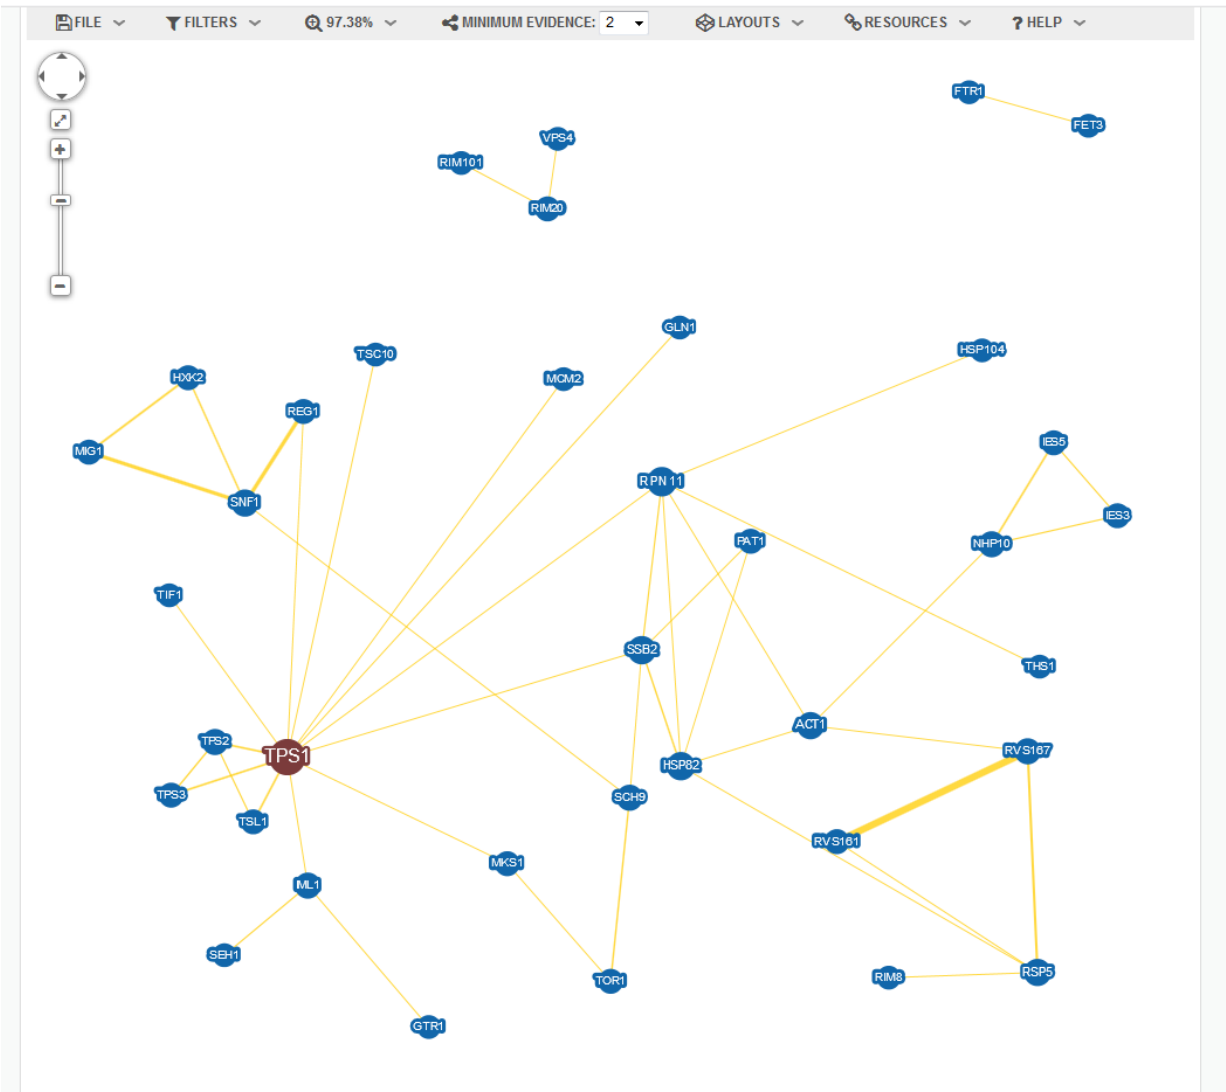 FILE FILTERS 97.38% MINIMUM EVIDENCE: 2 LAYOUTS RESOURCES ? HELP
FTR1
FET3
VPS4
RIM101
RIM20
GLN1
HSP104
TSC10
HXK2
MCM2
REG1
IES5
MIG1
RPN11
SNF1
IES3
PAT1
NHP10
TIF1
SSB2
THS1
ACT1
TPS2
RVS167
TPS1
HSP82
TPS3
SCH9
TSL1
RVS161
MKS1
IML1
SEH1
RSP5
RIM8
TOR1
GTR1